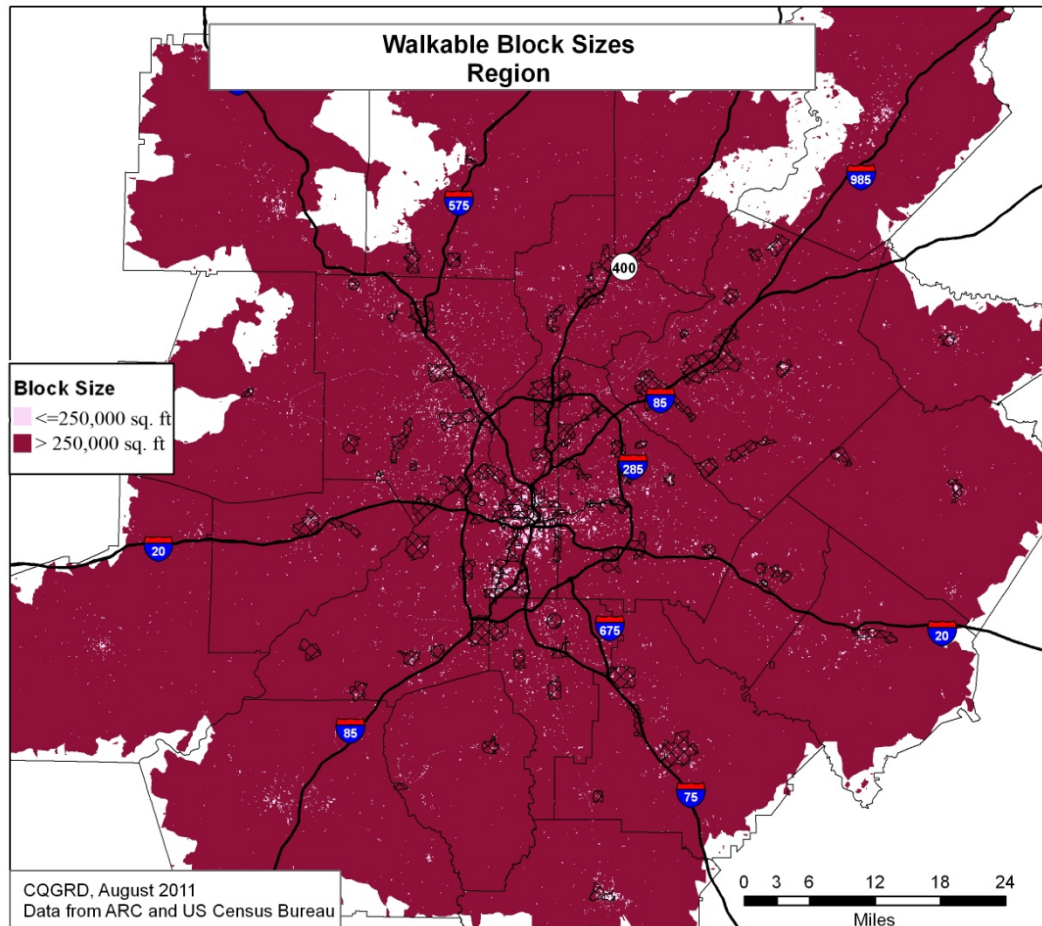 Walkable Block Sizes
Region
575
985
400
Block Size
<=250,000 sq. ft
> 250,000 sq. ft
85
285
20
675
20
85
75
CQGRD, August 2011
Data from ARC and US Census Bureau
0 3 6 12 18 24
Miles